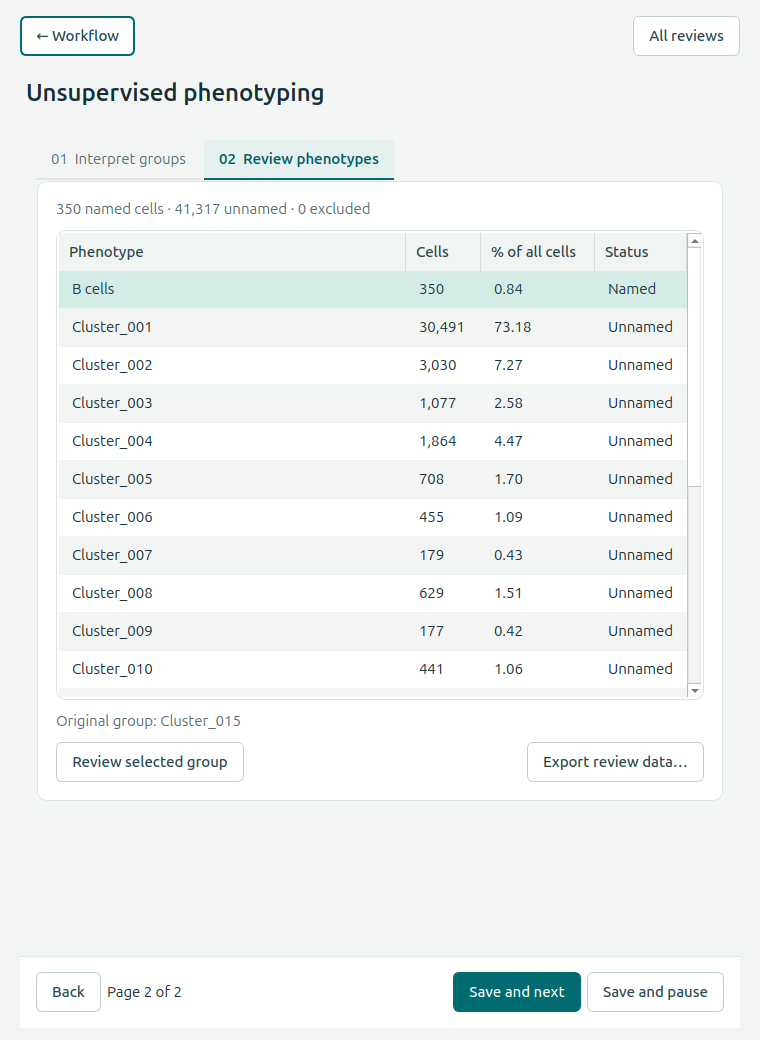 ← Workflow All reviews
Unsupervised phenotyping
01 Interpret groups 02 Review phenotypes
350 named cells · 41,317 unnamed · 0 excluded
Phenotype Cells % of all cells Status
B cells 350 0.84 Named
Cluster_001 30,491 73.18 Unnamed
Cluster_002 3,030 7.27 Unnamed
Cluster_003 1,077 2.58 Unnamed
Cluster_004 1,864 4.47 Unnamed
Cluster_005 708 1.70 Unnamed
Cluster_006 455 1.09 Unnamed
Cluster_007 179 0.43 Unnamed
Cluster_008 629 1.51 Unnamed
Cluster_009 177 0.42 Unnamed
Cluster_010 441 1.06 Unnamed
Original group: Cluster_015
Review selected group Export review data...
Back Page 2 of 2 Save and next Save and pause